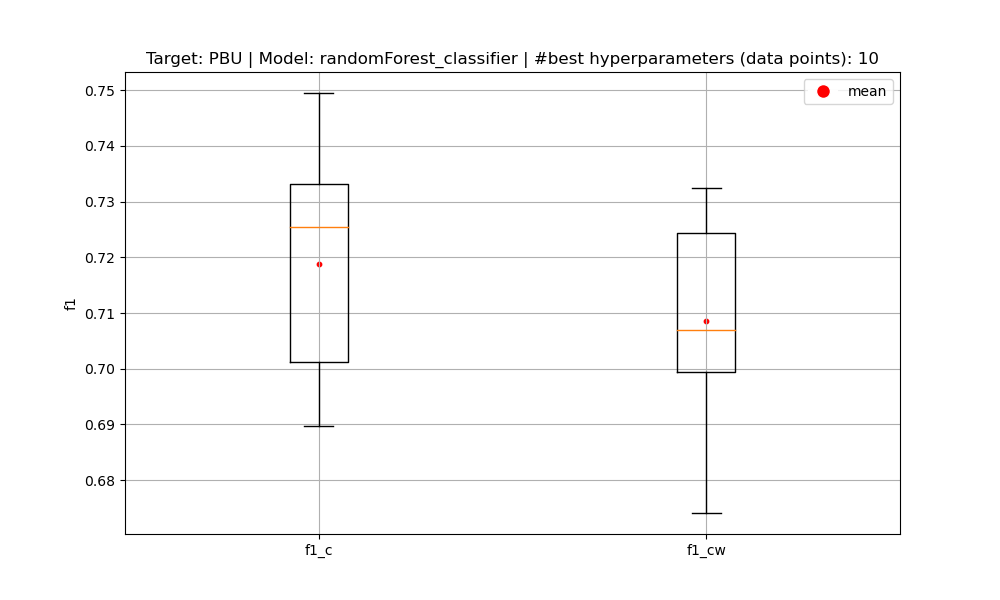 Target: PBU | Model: randomForest_classifier | #best hyperparameters (data points): 10
mean
0.75
0.74
0.73
0.72
0.71
0.70
0.69
0.68
f1
f1_c
f1_cw